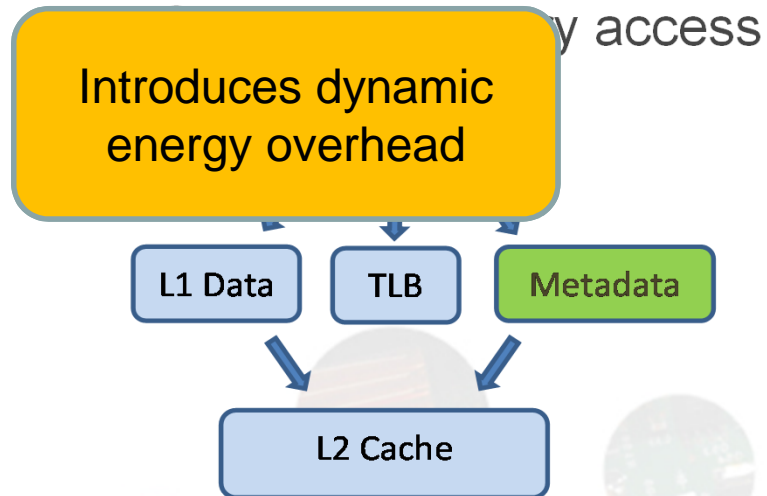 access
Introduces dynamic
energy overhead
L1 Data
TLB
Metadata
L2 Cache